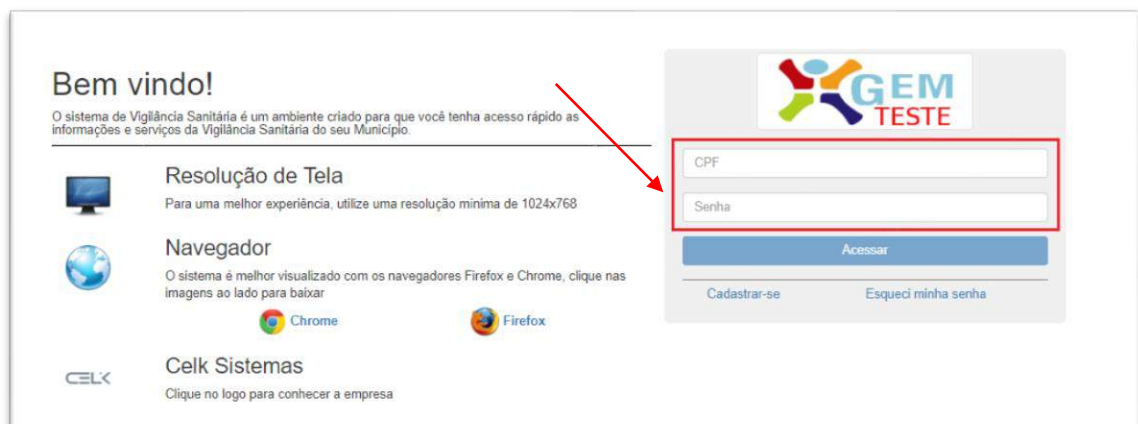 Bem vindo!
O sistema de Vigilância Sanitária é um ambiente criado para que você tenha acesso rápido as
informações e serviços da Vigilância Sanitária do seu Município.
Resolução de Tela
Para uma melhor experiência, utilize uma resolução mínima de 1024x768
Navegador
O sistema é melhor visualizado com os navegadores Firefox e Chrome, clique nas
imagens ao lado para baixar
Chrome
Firefox
CELK
Celk Sistemas
Clique no logo para conhecer a empresa
GEM
TESTE
CPF
Senha
Acessar
Cadastrar-se
Esqueci minha senha